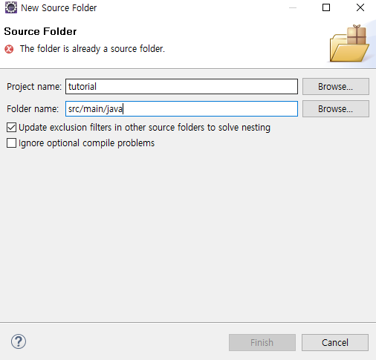 New Source Folder
Source Folder
The folder is already a source folder.
Project name: tutorial Browse...
Folder name: src/main/java Browse...
Update exclusion filters in other source folders to solve nesting
Ignore optional compile problems
? Finish Cancel